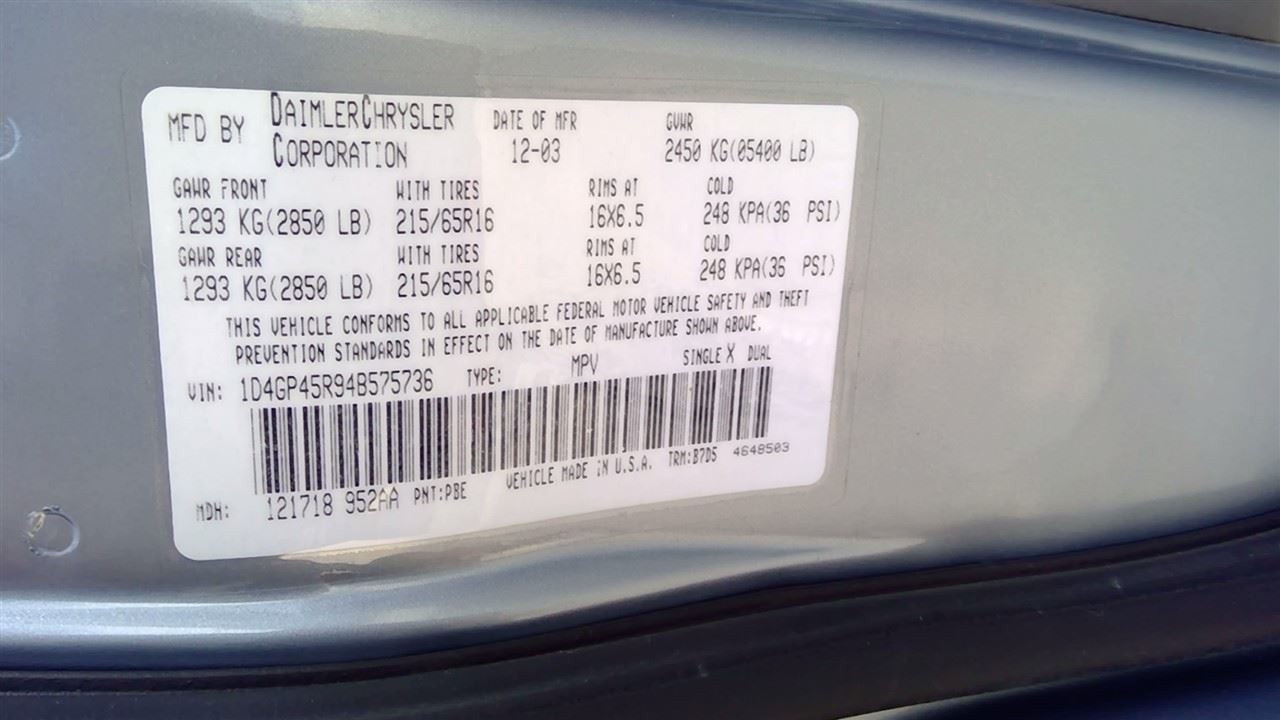 MFD BY DAIMLERCHRYSLER CORPORATION DATE OF MFR 12-03 GVWR 2450 KG(05400 LB)
GAWR FRONT WITH TIRES RIMS AT COLD
1293 KG(2850 LB) 215/65R16 16X6.5 248 KPA(36 PSI)
GAWR REAR WITH TIRES RIMS AT COLD
1293 KG(2850 LB) 215/65R16 16X6.5 248 KPA(36 PSI)
THIS VEHICLE CONFORMS TO ALL APPLICABLE FEDERAL MOTOR VEHICLE SAFETY AND THEFT
PREVENTION STANDARDS IN EFFECT ON THE DATE OF MANUFACTURE SHOWN ABOVE.
VIN: 1D4GP45R94B575736 TYPE: MPV SINGLE X DUAL
VEHICLE MADE IN U.S.A. TRM:B7D5 4648503
MDH: 121718 952AA PNT:PBE